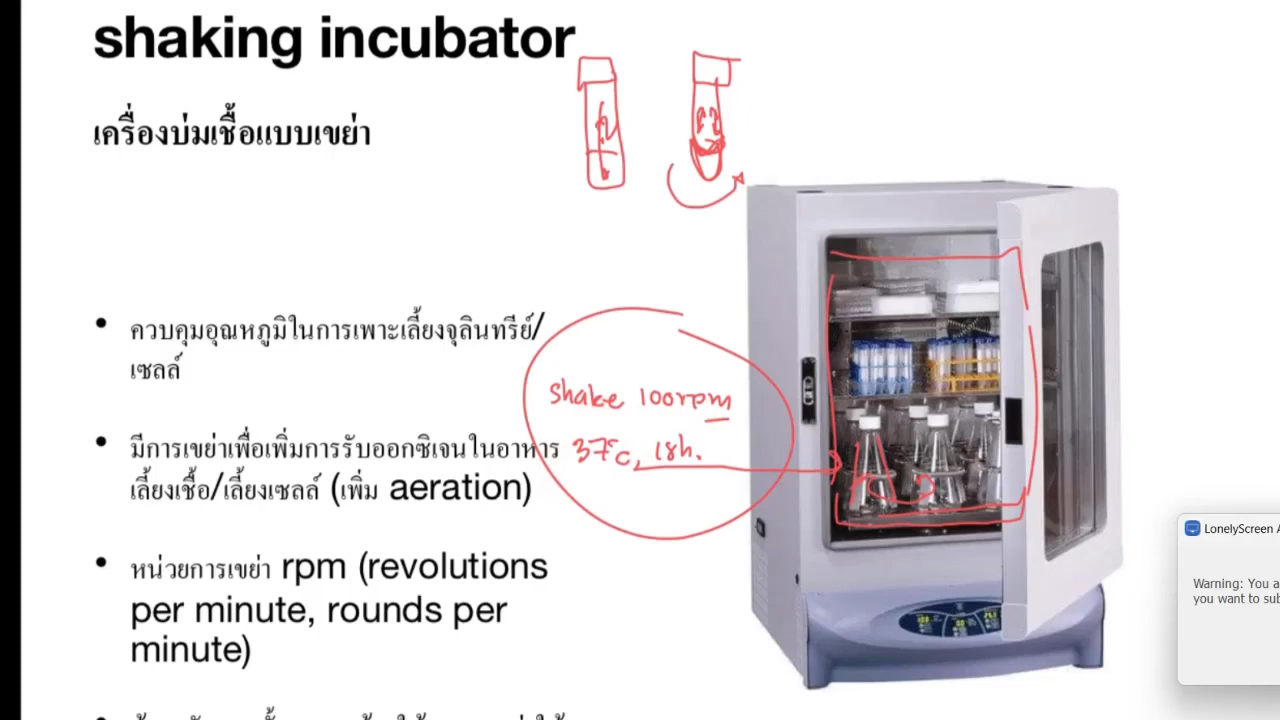 shaking incubator
เครื่องบ่มเชื้อแบบเขย่า
• ควบคุมอุณหภูมิในการเพาะเลี้ยงจุลินทรีย์/
เซลล์
• มีการเขย่าเพื่อเพิ่มการรับออกซิเจนในอาหาร
เลี้ยงเชื้อ/เลี้ยงเซลล์ (เพิ่ม aeration)
• หน่วยการเขย่า rpm (revolutions
per minute, rounds per
minute)
shake 100rpm
37°C, 18h.
LonelyScreen A
Warning: You a
you want to sub